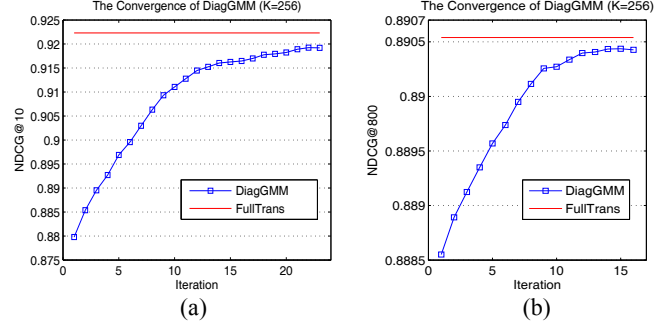 The Convergence of DiagGMM (K=256)
0.925
0.92
0.915
0.91
0.905
0.9
0.895
0.89
0.885
0.88
0.875
NDCG@10
DiagGMM
FullTrans
0
5
10
15
20
Iteration
(a)
The Convergence of DiagGMM (K=256)
0.8907
0.8905
0.89
0.8895
0.889
0.8885
NDCG@800
DiagGMM
FullTrans
0
5
10
15
Iteration
(b)